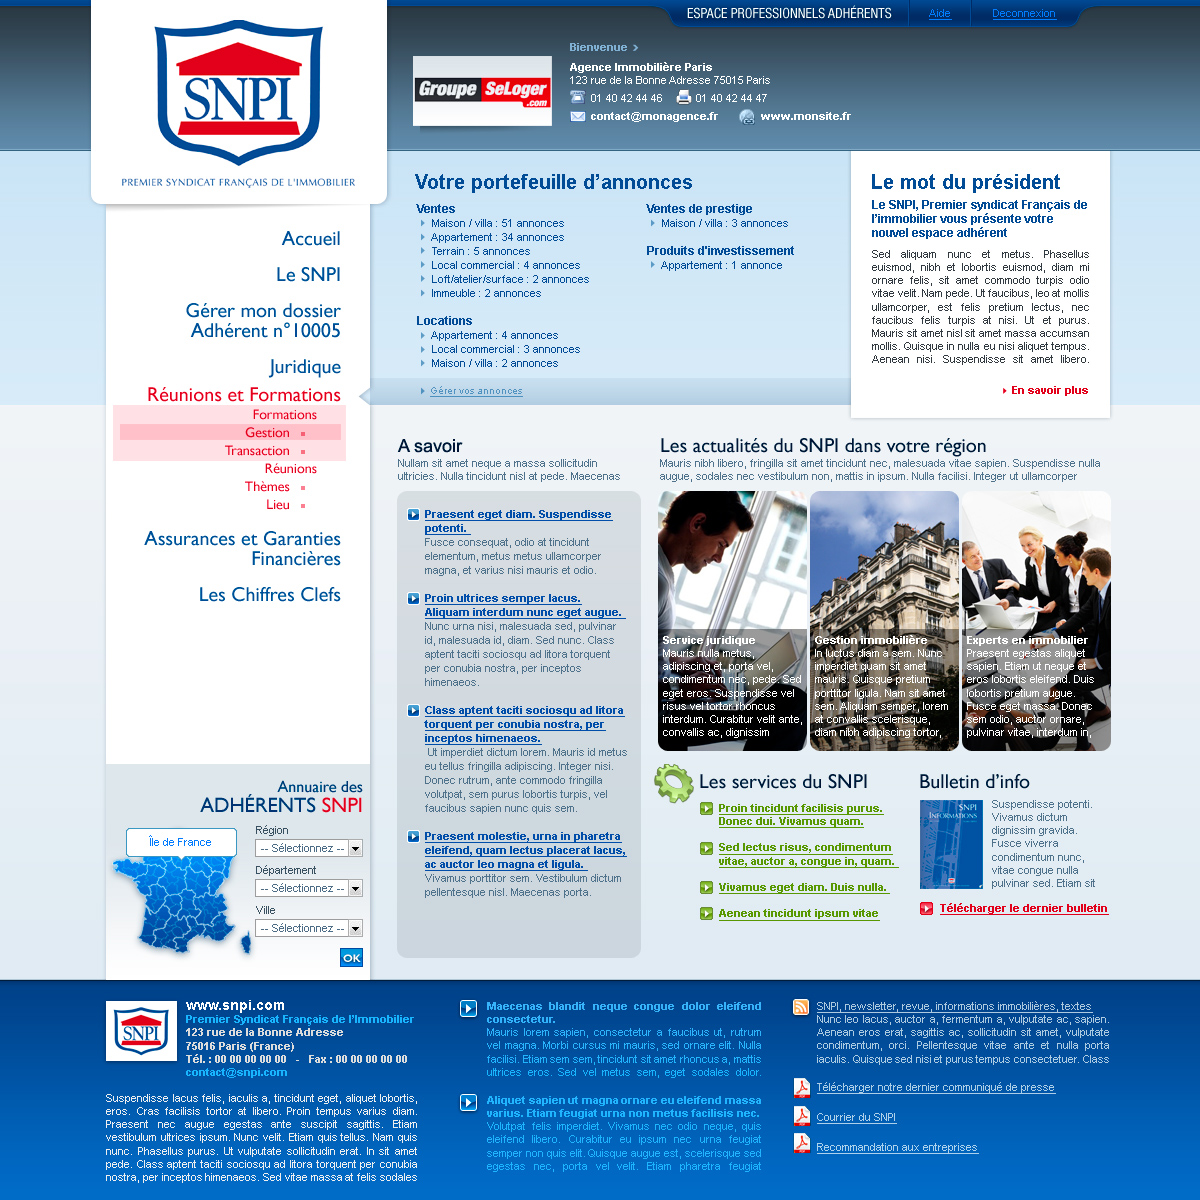 ESPACE PROFESSIONNELS ADHÉRENTS
Aide
Deconnexion
SNPI
PREMIER SYNDICAT FRANÇAIS DE L'IMMOBILIER
Groupe SeLoger
.com
Bienvenue
Agence Immobilière Paris
123 rue de la Bonne Adresse 75015 Paris
01 40 42 44 46
01 40 42 44 47
contact@monagence.fr
www.monsite.fr
Accueil
Le SNPI
Gérer mon dossier
Adhérent n°10005
Juridique
Réunions et Formations
Formations
Gestion
Transaction
Réunions
Thèmes
Lieu
Assurances et Garanties
Financières
Les Chiffres Clefs
Votre portefeuille d'annonces
Ventes
Maison / villa : 51 annonces
Appartement : 34 annonces
Terrain : 5 annonces
Local commercial : 4 annonces
Loft/atelier/surface : 2 annonces
Immeuble : 2 annonces
Locations
Appartement : 4 annonces
Local commercial : 3 annonces
Maison / villa : 2 annonces
Ventes de prestige
Maison / villa : 3 annonces
Produits d'investissement
Appartement : 1 annonce
Gérer vos annonces
Le mot du président
Le SNPI, Premier syndicat Français de
l'immobilier vous présente votre
nouvel espace adhérent
Sed aliquam nunc et metus. Phasellus
euismod, nibh et lobortis euismod, diam mi
ornare felis, sit amet commodo turpis odio
vitae velit. Nam pede. Ut faucibus, leo at mollis
ullamcorper, est felis pretium lectus, nec
faucibus felis turpis at nisi. Ut et purus.
Mauris sit amet nisl sit amet massa accumsan
mollis. Quisque in nulla eu nisi aliquet tempus.
Aenean nisi. Suspendisse sit amet libero.
En savoir plus
A savoir
Nullam sit amet neque a massa sollicitudin
ultricies. Nulla tincidunt nisl at pede. Maecenas
Praesent eget diam. Suspendisse
potenti.
Fusce consequat, odio at tincidunt
elementum, metus metus ullamcorper
magna, et varius nisi mauris et odio.
Proin ultrices semper lacus.
Aliquam interdum nunc eget augue.
Nunc urna nisi, malesuada sed, pulvinar
id, malesuada id, diam. Sed nunc. Class
aptent taciti sociosqu ad litora torquent
per conubia nostra, per inceptos
himenaeos.
Class aptent taciti sociosqu ad litora
torquent per conubia nostra, per
inceptos himenaeos.
Ut imperdiet dictum lorem. Mauris id metus
eu tellus fringilla adipiscing. Integer nisi.
Donec rutrum, ante commodo fringilla
volutpat, sem purus lobortis turpis, vel
faucibus sapien nunc quis sem.
Praesent molestie, urna in pharetra
eleifend, quam lectus placerat lacus,
ac auctor leo magna et ligula.
Vivamus porttitor sem. Vestibulum dictum
pellentesque nisl. Maecenas porta.
Les actualités du SNPI dans votre région
Mauris nibh libero, fringilla sit amet tincidunt nec, malesuada vitae sapien. Suspendisse nulla
augue, sodales nec vestibulum non, mattis in ipsum. Nulla facilisi. Integer ut ullamcorper
Service juridique
Mauris nulla metus,
adipiscing et, porta vel,
condimentum nec, pede. Sed
eget eros. Suspendisse vel
risus vel tortor rhoncus
interdum. Curabitur velit ante,
convallis ac, dignissim
Gestion immobilière
In luctus diam a sem. Nunc
imperdiet quam sit amet
mauris. Quisque pretium
porttitor ligula. Nam sit amet
sem. Aliquam semper, lorem
at convallis scelerisque,
diam nibh adipiscing tortor,
Experts en immobilier
Praesent egestas aliquet
sapien. Etiam ut neque et
eros lobortis eleifend. Duis
lobortis pretium augue.
Fusce eget massa. Donec
sem odio, auctor ornare,
pulvinar vitae, interdum in,
Les services du SNPI
Proin tincidunt facilisis purus.
Donec dui. Vivamus quam.
Sed lectus risus, condimentum
vitae, auctor a, congue in, quam.
Vivamus eget diam. Duis nulla.
Aenean tincidunt ipsum vitae
Bulletin d'info
SNPI
INFORMATIONS
Suspendisse potenti.
Vivamus dictum
dignissim gravida.
Fusce viverra
condimentum nunc,
vitae congue nulla
pulvinar sed. Etiam sit
Télécharger le dernier bulletin
Annuaire des
ADHÉRENTS SNPI
Île de France
Région
-- Sélectionnez --
Département
-- Sélectionnez --
Ville
-- Sélectionnez --
OK
SNPI
www.snpi.com
Premier Syndicat Français de l'Immobilier
123 rue de la Bonne Adresse
75016 Paris (France)
Tél. : 00 00 00 00 00 - Fax : 00 00 00 00 00
contact@snpi.com
Suspendisse lacus felis, iaculis a, tincidunt eget, aliquet lobortis,
eros. Cras facilisis tortor at libero. Proin tempus varius diam.
Praesent nec augue egestas ante suscipit sagittis. Etiam
vestibulum ultrices ipsum. Nunc velit. Etiam quis tellus. Nam quis
nunc. Phasellus purus. Ut vulputate sollicitudin erat. In sit amet
pede. Class aptent taciti sociosqu ad litora torquent per conubia
nostra, per inceptos himenaeos. Sed vitae massa at felis sodales
Maecenas blandit neque congue dolor eleifend
consectetur.
Mauris lorem sapien, consectetur a faucibus ut, rutrum
vel magna. Morbi cursus mi mauris, sed ornare elit. Nulla
facilisi. Etiam sem sem, tincidunt sit amet rhoncus a, mattis
ultrices eros. Sed vel metus sem, eget sodales dolor.
Aliquet sapien ut magna ornare eu eleifend massa
varius. Etiam feugiat urna non metus facilisis nec.
Volutpat felis imperdiet. Vivamus nec odio neque, quis
eleifend libero. Curabitur eu ipsum nec urna feugiat
semper non quis elit. Quisque augue est, scelerisque sed
egestas nec, porta vel velit. Etiam pharetra feugiat
SNPI, newsletter, revue, informations immobilières, textes
Nunc leo lacus, auctor a, fermentum a, vulputate ac, sapien.
Aenean eros erat, sagittis ac, sollicitudin sit amet, vulputate
condimentum, orci. Pellentesque vitae ante et nulla porta
iaculis. Quisque sed nisi et purus tempus consectetuer. Class
Télécharger notre dernier communiqué de presse
Courrier du SNPI
Recommandation aux entreprises